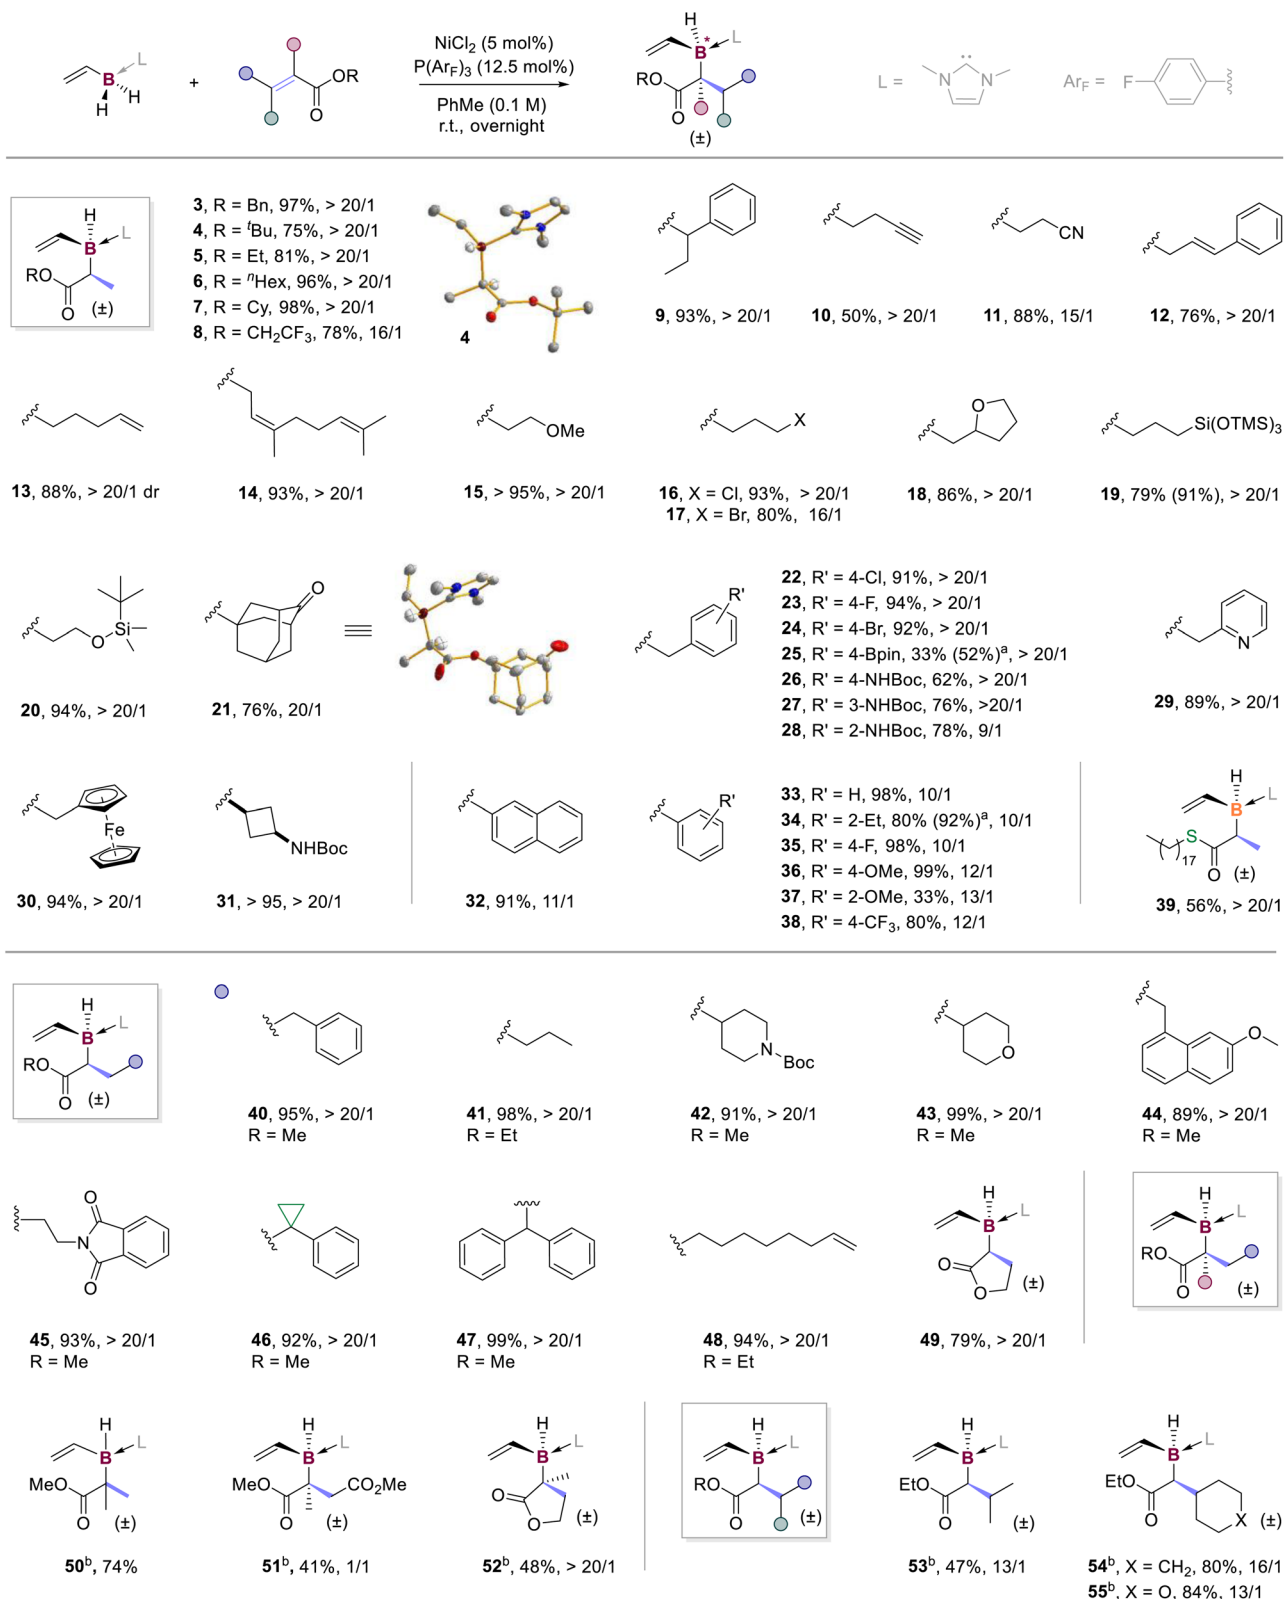 L
B
H
H
+
OR
O
NiCl₂ (5 mol%)
P(Ar_F)₃ (12.5 mol%)
PhMe (0.1 M)
r.t., overnight
H
B*
L
RO
O
(±)
L =
N
N
Ar_F =
F
H
B
L
RO
O
(±)
3, R = Bn, 97%, > 20/1
4, R = ᵗBu, 75%, > 20/1
5, R = Et, 81%, > 20/1
6, R = ⁿHex, 96%, > 20/1
7, R = Cy, 98%, > 20/1
8, R = CH₂CF₃, 78%, 16/1
4
9, 93%, > 20/1
10, 50%, > 20/1
CN
11, 88%, 15/1
12, 76%, > 20/1
13, 88%, > 20/1 dr
14, 93%, > 20/1
OMe
15, > 95%, > 20/1
X
16, X = Cl, 93%, > 20/1
17, X = Br, 80%, 16/1
O
18, 86%, > 20/1
Si(OTMS)₃
19, 79% (91%), > 20/1
O
Si
20, 94%, > 20/1
O
21, 76%, 20/1
R'
22, R' = 4-Cl, 91%, > 20/1
23, R' = 4-F, 94%, > 20/1
24, R' = 4-Br, 92%, > 20/1
25, R' = 4-Bpin, 33% (52%)ᵃ, > 20/1
26, R' = 4-NHBoc, 62%, > 20/1
27, R' = 3-NHBoc, 76%, >20/1
28, R' = 2-NHBoc, 78%, 9/1
N
29, 89%, > 20/1
Fe
30, 94%, > 20/1
NHBoc
31, > 95, > 20/1
32, 91%, 11/1
R'
33, R' = H, 98%, 10/1
34, R' = 2-Et, 80% (92%)ᵃ, 10/1
35, R' = 4-F, 98%, 10/1
36, R' = 4-OMe, 99%, 12/1
37, R' = 2-OMe, 33%, 13/1
38, R' = 4-CF₃, 80%, 12/1
H
B
L
S
17
O
(±)
39, 56%, > 20/1
H
B
L
RO
O
(±)
40, 95%, > 20/1
R = Me
41, 98%, > 20/1
R = Et
N
Boc
42, 91%, > 20/1
R = Me
O
43, 99%, > 20/1
R = Me
O
44, 89%, > 20/1
R = Me
O
N
O
45, 93%, > 20/1
R = Me
46, 92%, > 20/1
R = Me
47, 99%, > 20/1
R = Me
48, 94%, > 20/1
R = Et
H
B
L
O
O
(±)
49, 79%, > 20/1
H
B
L
RO
O
(±)
H
B
L
MeO
O
(±)
50ᵇ, 74%
H
B
L
MeO
CO₂Me
O
(±)
51ᵇ, 41%, 1/1
H
B
L
O
O
(±)
52ᵇ, 48%, > 20/1
H
B
L
RO
O
(±)
H
B
L
EtO
O
(±)
53ᵇ, 47%, 13/1
H
B
L
EtO
O
X
(±)
54ᵇ, X = CH₂, 80%, 16/1
55ᵇ, X = O, 84%, 13/1